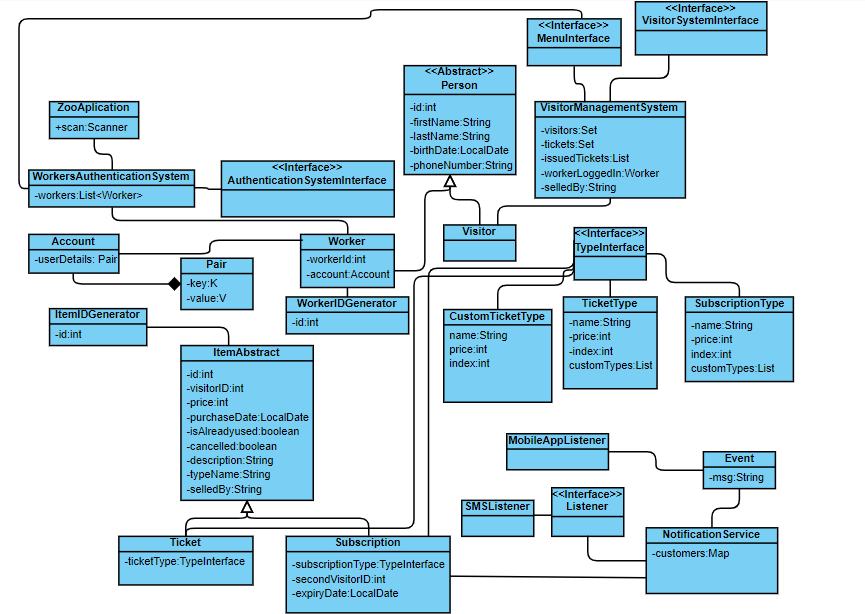 <<Interface>>
VisitorSystemInterface
<<Interface>>
MenuInterface
<<Abstract>>
Person
-id:int
-firstName:String
-lastName:String
-birthDate:LocalDate
-phoneNumber:String
ZooAplication
+scan:Scanner
VisitorManagementSystem
-visitors:Set
-tickets:Set
-issuedTickets:List
-workerLoggedIn:Worker
-selledBy:String
WorkersAuthenticationSystem
-workers:List<Worker>
<<Interface>>
AuthenticationSystemInterface
Visitor
<<Interface>>
TypeInterface
Account
-userDetails: Pair
Worker
-workerId:int
-account:Account
Pair
-key:K
-value:V
WorkerIDGenerator
-id:int
ItemIDGenerator
-id:int
CustomTicketType
name:String
price:int
index:int
TicketType
-name:String
-price:int
-index:int
customTypes:List
SubscriptionType
-name:String
-price:int
index:int
customTypes:List
ItemAbstract
-id:int
-visitorID:int
-price:int
-purchaseDate:LocalDate
-isAlreadyused:boolean
-cancelled:boolean
-description:String
-typeName:String
-selledBy:String
MobileAppListener
Event
-msg:String
SMSListener
<<Interface>>
Listener
NotificationService
-customers:Map
Ticket
-ticketType:TypeInterface
Subscription
-subscriptionType:TypeInterface
-secondVisitorID:int
-expiryDate:LocalDate